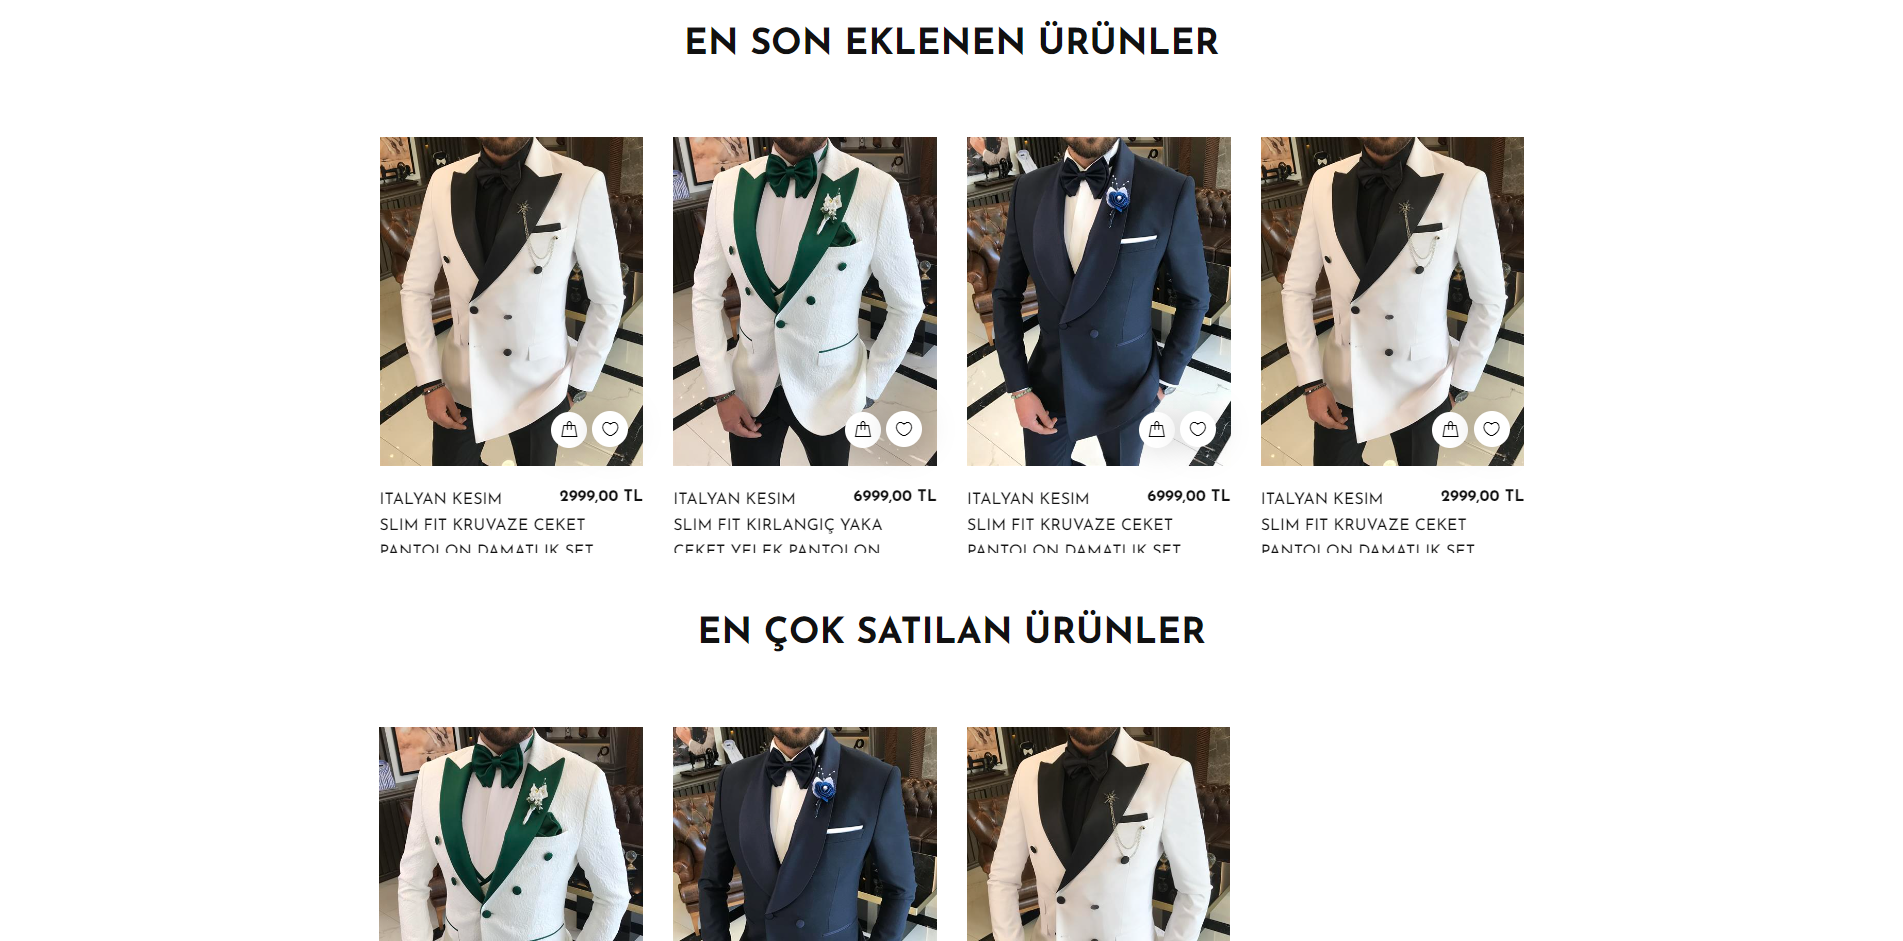 EN SON EKLENEN ÜRÜNLER
ITALYAN KESIM
SLIM FIT KRUVAZE CEKET
PANTOLON DAMATLIK SET
2999,00 TL
ITALYAN KESIM
SLIM FIT KIRLANGIÇ YAKA
CEKET YELEK PANTOLON
6999,00 TL
ITALYAN KESIM
SLIM FIT KRUVAZE CEKET
PANTOLON DAMATLIK SET
6999,00 TL
ITALYAN KESIM
SLIM FIT KRUVAZE CEKET
PANTOLON DAMATLIK SET
2999,00 TL
EN ÇOK SATILAN ÜRÜNLER